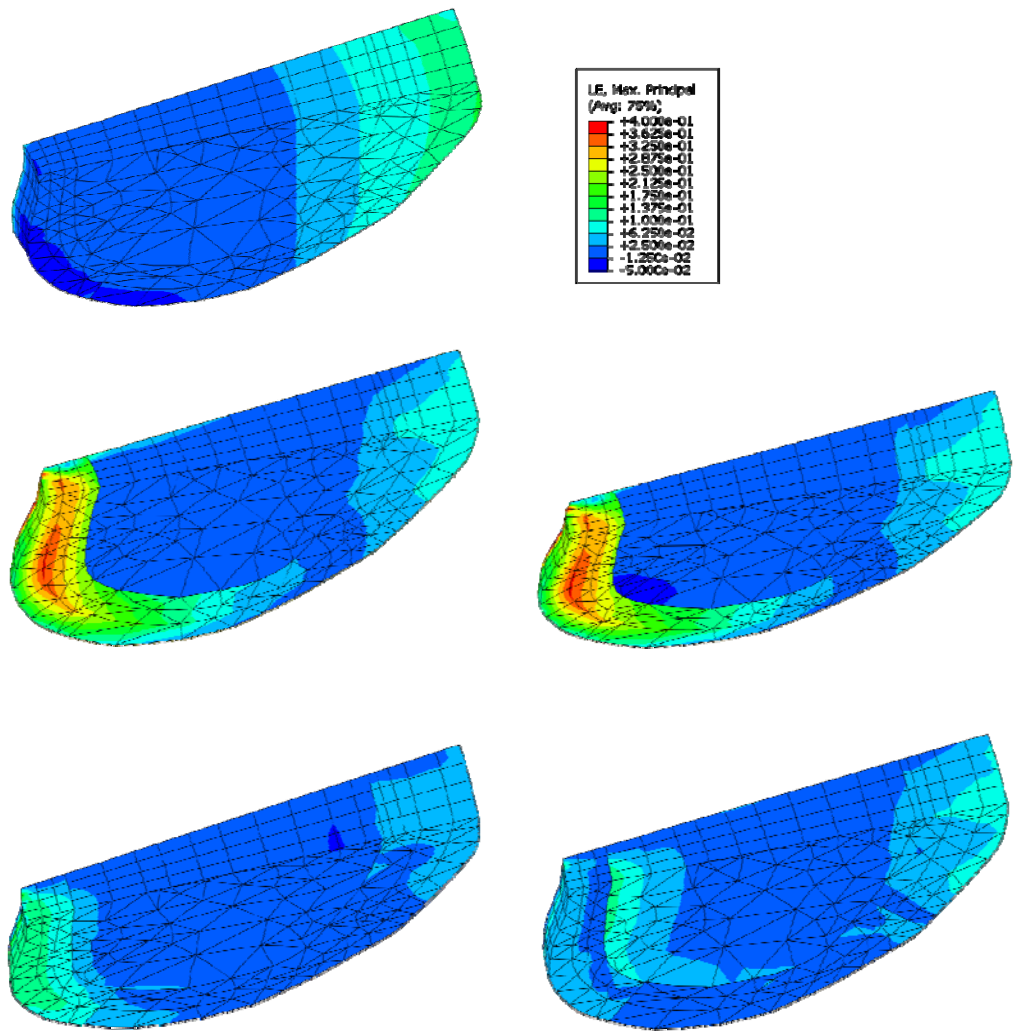 LE, Max. Principal
(Avg: 75%)
+4.000e-01
+3.625e-01
+3.250e-01
+2.875e-01
+2.500e-01
+2.125e-01
+1.750e-01
+1.375e-01
+1.000e-01
+6.250e-02
+2.500e-02
-1.250e-02
-5.000e-02